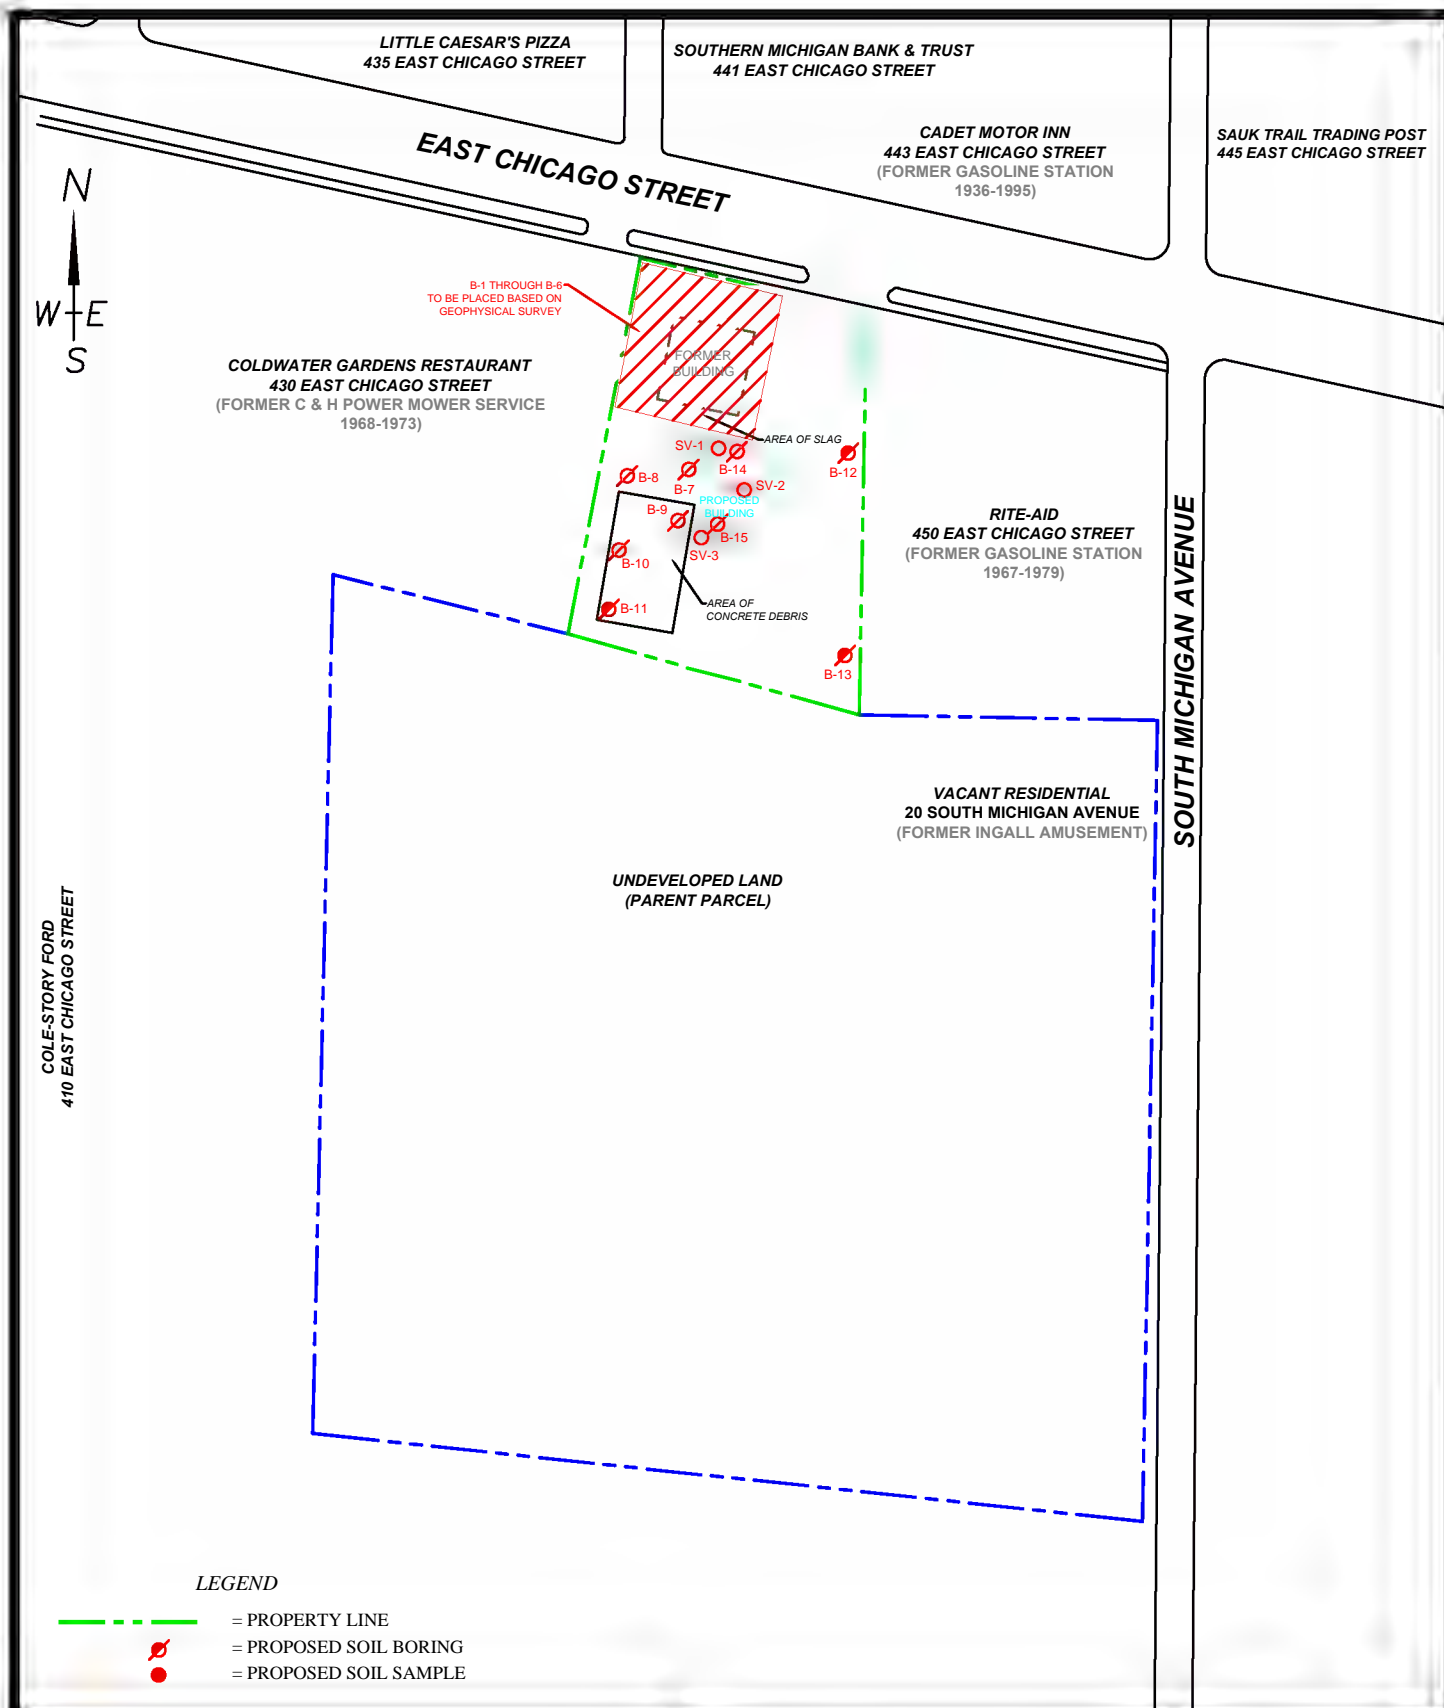 LITTLE CAESAR'S PIZZA
435 EAST CHICAGO STREET
SOUTHERN MICHIGAN BANK & TRUST
441 EAST CHICAGO STREET
CADET MOTOR INN
443 EAST CHICAGO STREET
(FORMER GASOLINE STATION
1936-1995)
SAUK TRAIL TRADING POST
445 EAST CHICAGO STREET
EAST CHICAGO STREET
N
W E
S
B-1 THROUGH B-6
TO BE PLACED BASED ON
GEOPHYSICAL SURVEY
FORMER
BUILDING
COLDWATER GARDENS RESTAURANT
430 EAST CHICAGO STREET
(FORMER C & H POWER MOWER SERVICE
1968-1973)
AREA OF SLAG
SV-1
B-14
B-12
B-8
B-7
SV-2
PROPOSED
BUILDING
B-9
B-15
SV-3
B-10
B-11
AREA OF
CONCRETE DEBRIS
B-13
RITE-AID
450 EAST CHICAGO STREET
(FORMER GASOLINE STATION
1967-1979)
SOUTH MICHIGAN AVENUE
VACANT RESIDENTIAL
20 SOUTH MICHIGAN AVENUE
(FORMER INGALL AMUSEMENT)
UNDEVELOPED LAND
(PARENT PARCEL)
COLE-STORY FORD
410 EAST CHICAGO STREET
LEGEND
= PROPERTY LINE
= PROPOSED SOIL BORING
= PROPOSED SOIL SAMPLE